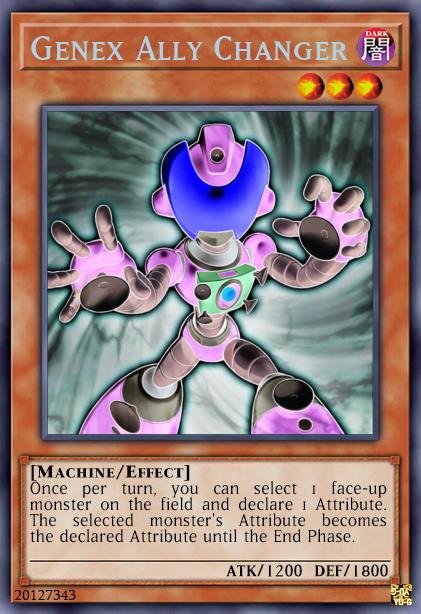 Genex Ally Changer
DARK
闇
[Machine/Effect]
Once per turn, you can select 1 face-up
monster on the field and declare 1 Attribute.
The selected monster's Attribute becomes
the declared Attribute until the End Phase.
ATK/1200 DEF/1800
20127343